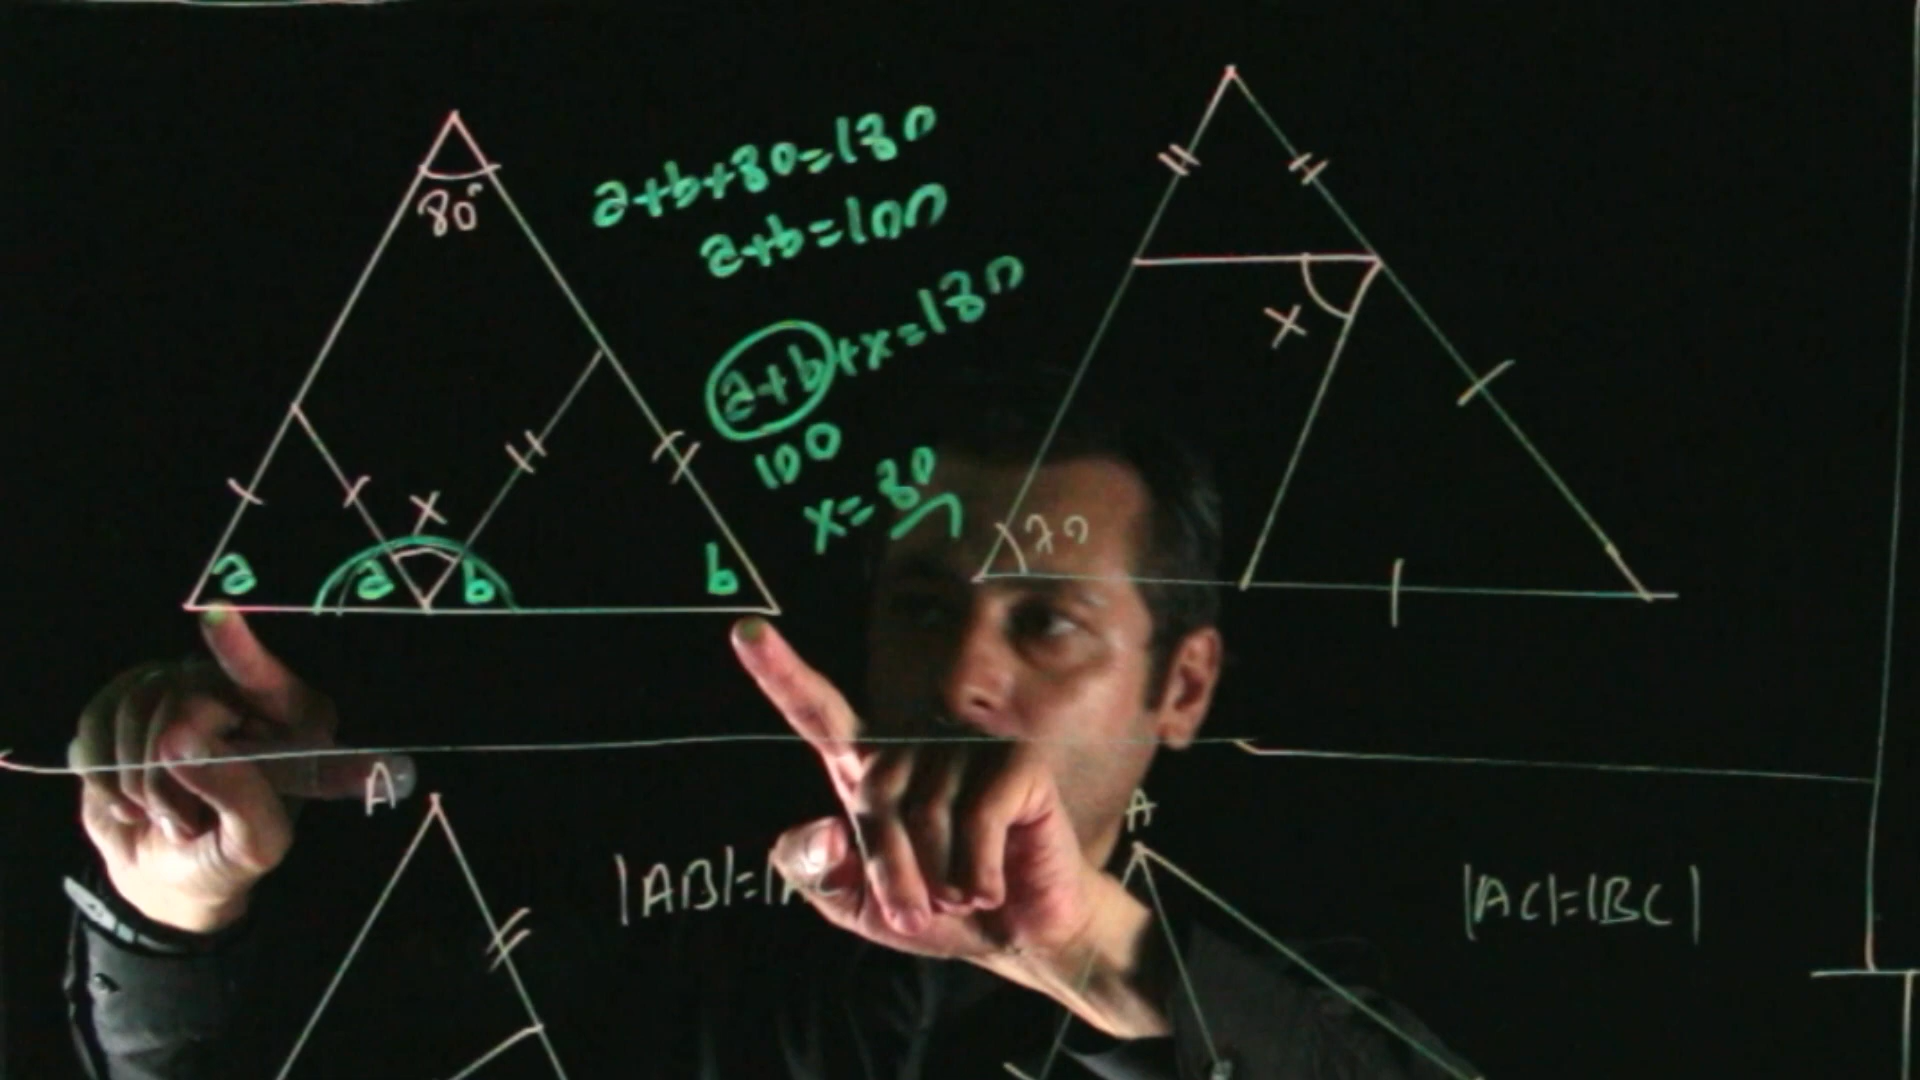 80°
a+b+80=180
a+b=100
a+b+x=180
100
x=80
x
a
a
b
b
x
70
A
|AB|=|AC
A
|AC|=|BC|